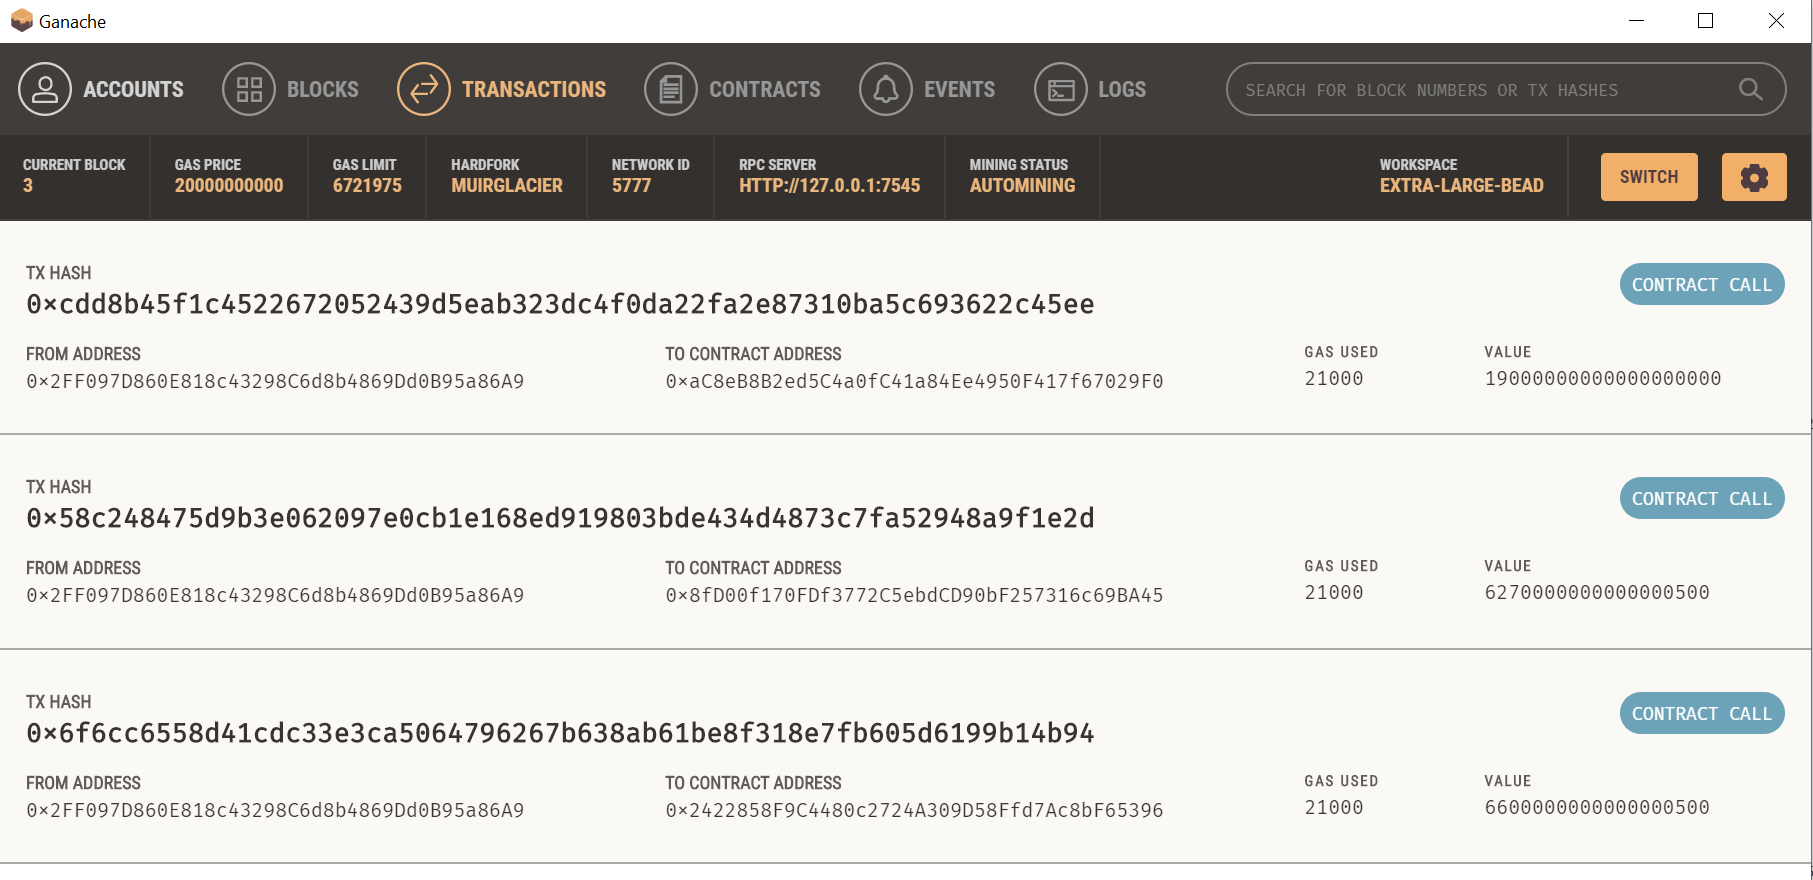 Ganache
ACCOUNTS BLOCKS TRANSACTIONS CONTRACTS EVENTS LOGS SEARCH FOR BLOCK NUMBERS OR TX HASHES
CURRENT BLOCK GAS PRICE GAS LIMIT HARDFORK NETWORK ID RPC SERVER MINING STATUS WORKSPACE
3 20000000000 6721975 MUIRGLACIER 5777 HTTP://127.0.0.1:7545 AUTOMINING EXTRA-LARGE-BEAD SWITCH
TX HASH
0×cdd8b45f1c4522672052439d5eab323dc4f0da22fa2e87310ba5c693622c45ee CONTRACT CALL
FROM ADDRESS TO CONTRACT ADDRESS GAS USED VALUE
0×2FF097D860E818c43298C6d8b4869Dd0B95a86A9 0×aC8eB8B2ed5C4a0fC41a84Ee4950F417f67029F0 21000 19000000000000000000
TX HASH
0×58c248475d9b3e062097e0cb1e168ed919803bde434d4873c7fa52948a9f1e2d CONTRACT CALL
FROM ADDRESS TO CONTRACT ADDRESS GAS USED VALUE
0×2FF097D860E818c43298C6d8b4869Dd0B95a86A9 0×8fD00f170FDf3772C5ebdCD90bF257316c69BA45 21000 6270000000000000500
TX HASH
0×6f6cc6558d41cdc33e3ca5064796267b638ab61be8f318e7fb605d6199b14b94 CONTRACT CALL
FROM ADDRESS TO CONTRACT ADDRESS GAS USED VALUE
0×2FF097D860E818c43298C6d8b4869Dd0B95a86A9 0×2422858F9C4480c2724A309D58Ffd7Ac8bF65396 21000 6600000000000000500